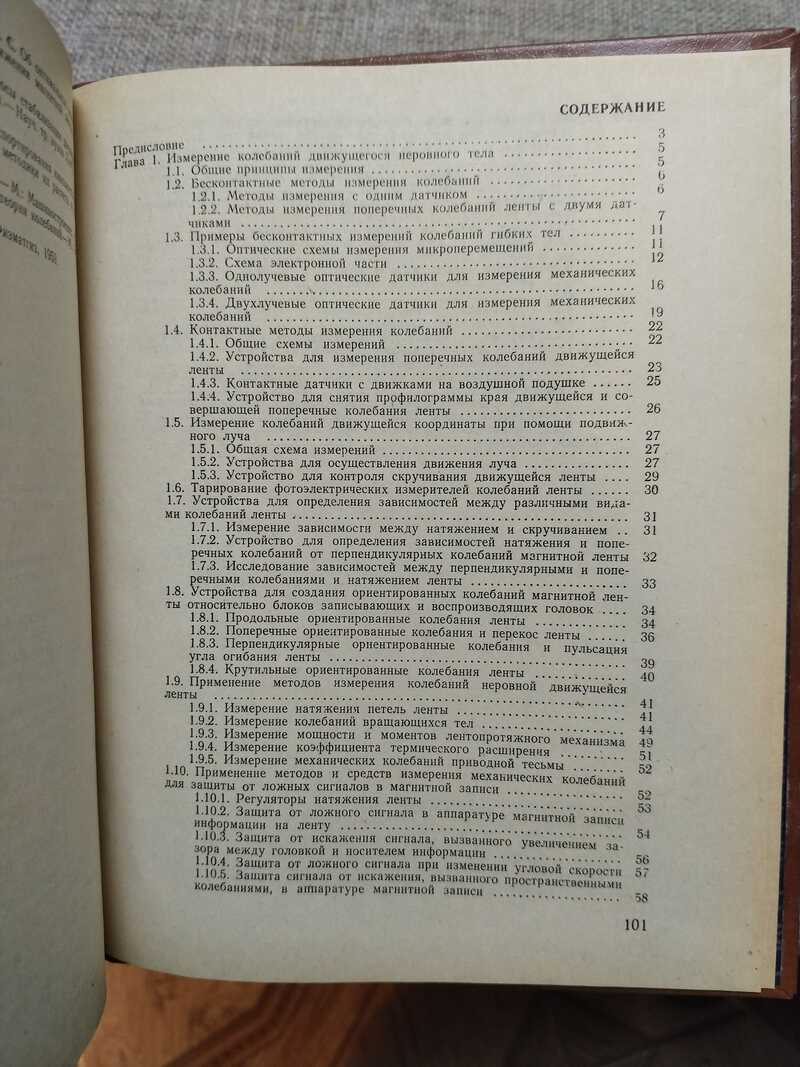 С. Об оптимальном
М.— Машиностроение
теория колебаний.—
Физматгиз, 1959
СОДЕРЖАНИЕ
Предисловие ..... 3
Глава 1. Измерение колебаний движущегося неровного тела ..... 5
1.1. Общие принципы измерения ..... 5
1.2. Бесконтактные методы измерения колебаний ..... 6
1.2.1. Методы измерения с одним датчиком ..... 6
1.2.2. Методы измерения поперечных колебаний ленты с двумя дат-
чиками ..... 7
1.3. Примеры бесконтактных измерений колебаний гибких тел ..... 11
1.3.1. Оптические схемы измерения микроперемещений ..... 11
1.3.2. Схема электронной части ..... 12
1.3.3. Однолучевые оптические датчики для измерения механических
колебаний ..... 16
1.3.4. Двухлучевые оптические датчики для измерения механических
колебаний ..... 19
1.4. Контактные методы измерения колебаний ..... 22
1.4.1. Общие схемы измерений ..... 22
1.4.2. Устройства для измерения поперечных колебаний движущейся
ленты ..... 23
1.4.3. Контактные датчики с движками на воздушной подушке ..... 25
1.4.4. Устройство для снятия профилограммы края движущейся и со-
вершающей поперечные колебания ленты ..... 26
1.5. Измерение колебаний движущейся координаты при помощи подвиж-
ного луча ..... 27
1.5.1. Общая схема измерений ..... 27
1.5.2. Устройства для осуществления движения луча ..... 27
1.5.3. Устройство для контроля скручивания движущейся ленты .... 29
1.6. Тарирование фотоэлектрических измерителей колебаний ленты ...... 30
1.7. Устройства для определения зависимостей между различными вида-
ми колебаний ленты ..... 31
1.7.1. Измерение зависимости между натяжением и скручиванием .. 31
1.7.2. Устройство для определения зависимостей натяжения и попе-
речных колебаний от перпендикулярных колебаний магнитной ленты 32
1.7.3. Исследование зависимостей между перпендикулярными и попе-
речными колебаниями и натяжением ленты ..... 33
1.8. Устройства для создания ориентированных колебаний магнитной лен-
ты относительно блоков записывающих и воспроизводящих головок .... 34
1.8.1. Продольные ориентированные колебания ленты ..... 34
1.8.2. Поперечные ориентированные колебания и перекос ленты ...... 36
1.8.3. Перпендикулярные ориентированные колебания и пульсация
угла огибания ленты ..... 39
1.8.4. Крутильные ориентированные колебания ленты ..... 40
1.9. Применение методов измерения колебаний неровной движущейся
ленты ..... 41
1.9.1. Измерение натяжения петель ленты ..... 41
1.9.2. Измерение колебаний вращающихся тел ..... 44
1.9.3. Измерение мощности и моментов лентопротяжного механизма 49
1.9.4. Измерение коэффициента термического расширения ..... 51
1.9.5. Измерение механических колебаний приводной тесьмы ..... 52
1.10. Применение методов и средств измерения механических колебаний
для защиты от ложных сигналов в магнитной записи ..... 52
1.10.1. Регуляторы натяжения ленты ..... 53
1.10.2. Защита от ложного сигнала в аппаратуре магнитной записи
информации на ленту ..... 54
1.10.3. Защита от искажения сигнала, вызванного увеличением за-
зора между головкой и носителем информации ..... 56
1.10.4. Защита от ложного сигнала при изменении угловой скорости 57
1.10.5. Защита сигнала от искажения, вызванного пространственными
колебаниями, в аппаратуре магнитной записи ..... 58
101